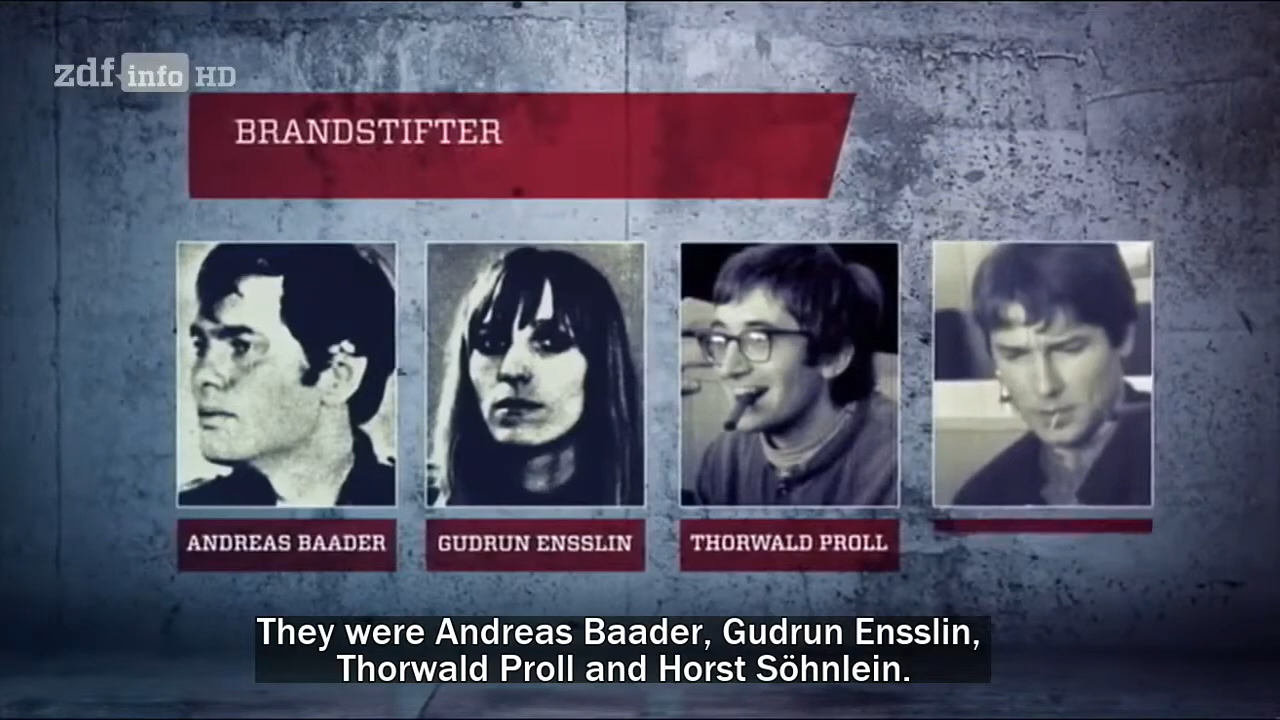 zdf info HD
BRANDSTIFTER
ANDREAS BAADER
GUDRUN ENSSLIN
THORWALD PROLL
They were Andreas Baader, Gudrun Ensslin,
Thorwald Proll and Horst Söhnlein.